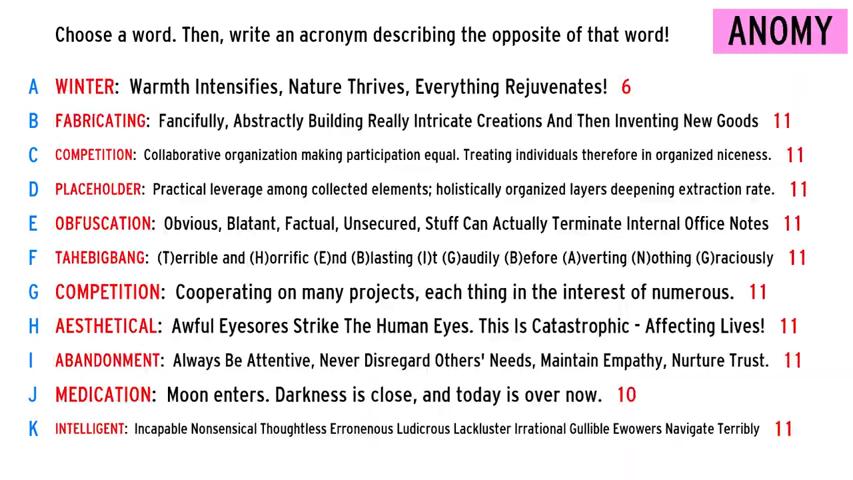 Choose a word. Then, write an acronym describing the opposite of that word!
ANOMY
A WINTER: Warmth Intensifies, Nature Thrives, Everything Rejuvenates! 6
B FABRICATING: Fancifully, Abstractly Building Really Intricate Creations And Then Inventing New Goods 11
C COMPETITION: Collaborative organization making participation equal. Treating individuals therefore in organized niceness. 11
D PLACEHOLDER: Practical leverage among collected elements; holistically organized layers deepening extraction rate. 11
E OBFUSCATION: Obvious, Blatant, Factual, Unsecured, Stuff Can Actually Terminate Internal Office Notes 11
F TAHEBIGBANG: (T)errible and (H)orrific (E)nd (B)lasting (I)t (G)audily (B)efore (A)verting (N)othing (G)raciously 11
G COMPETITION: Cooperating on many projects, each thing in the interest of numerous. 11
H AESTHETICAL: Awful Eyesores Strike The Human Eyes. This Is Catastrophic - Affecting Lives! 11
I ABANDONMENT: Always Be Attentive, Never Disregard Others' Needs, Maintain Empathy, Nurture Trust. 11
J MEDICATION: Moon enters. Darkness is close, and today is over now. 10
K INTELLIGENT: Incapable Nonsensical Thoughtless Erronenous Ludicrous Lackluster Irrational Gullible Ewowers Navigate Terribly 11